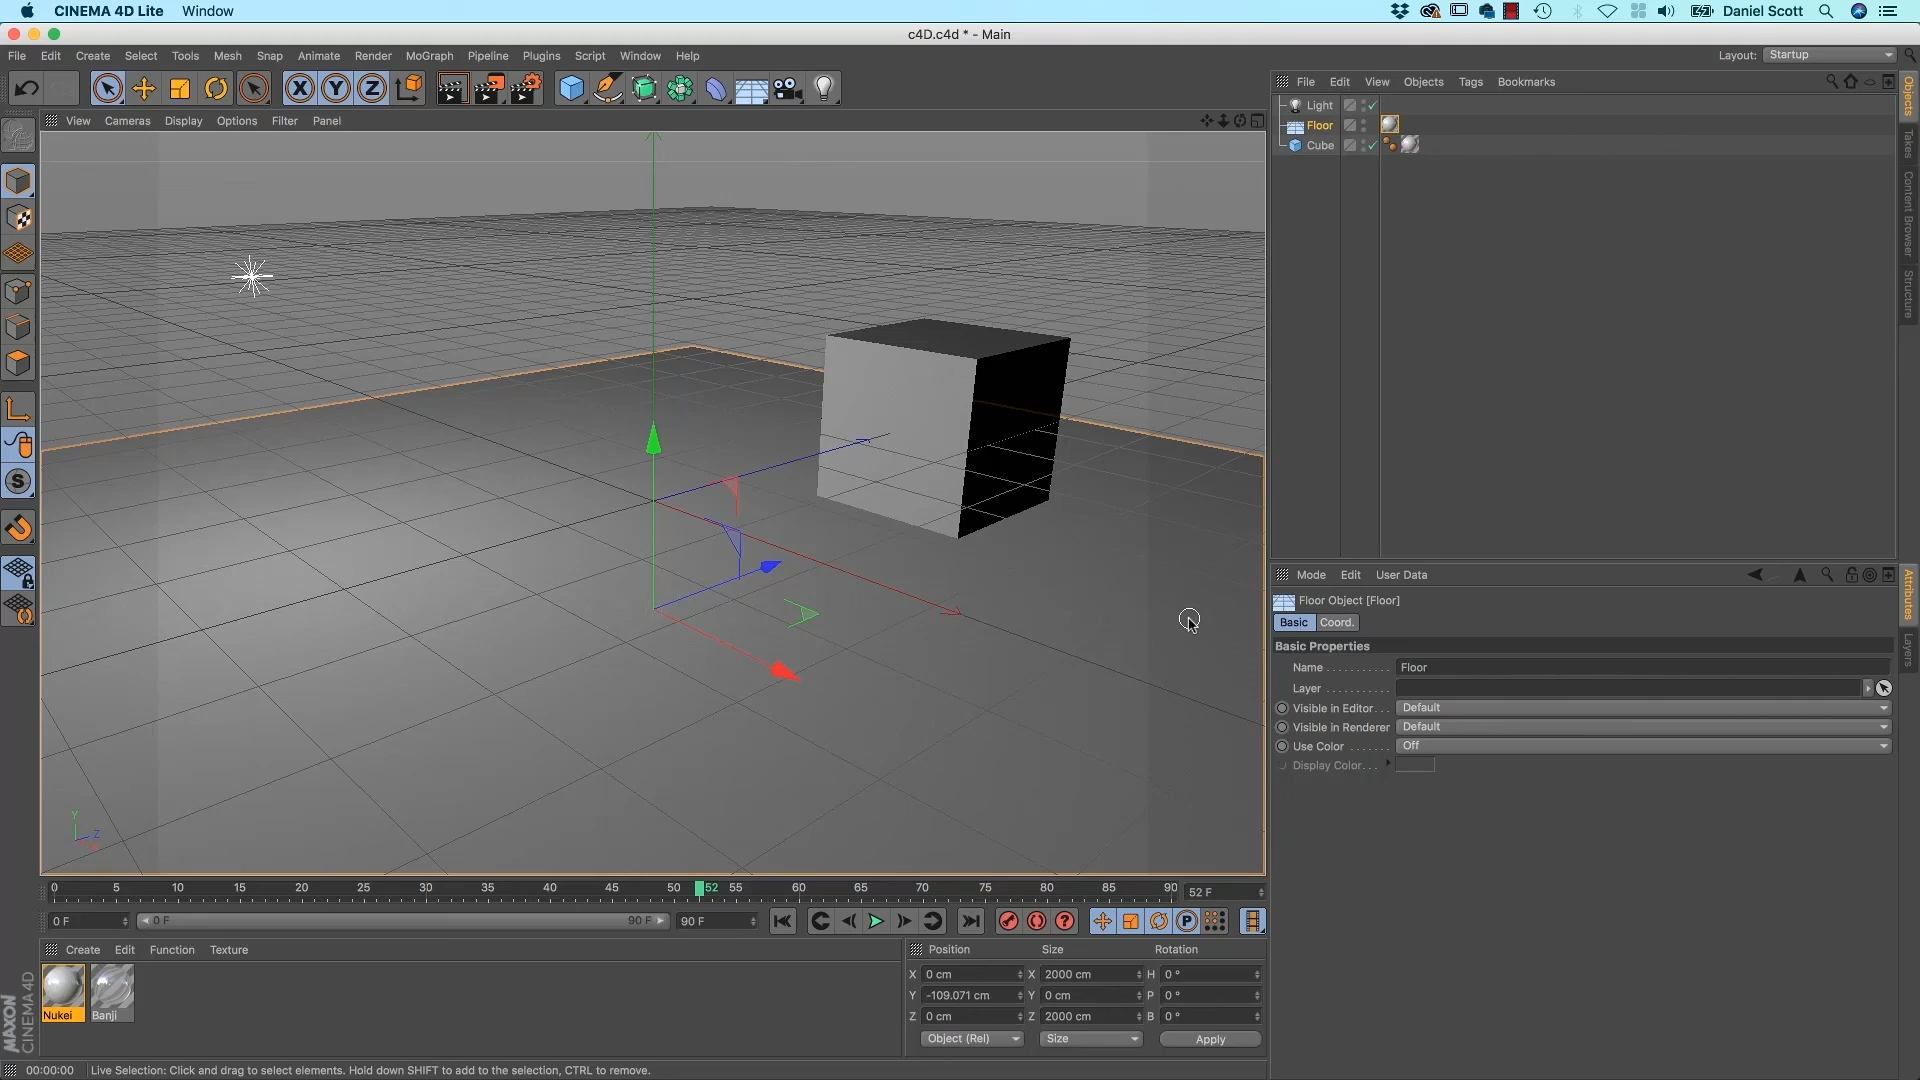 CINEMA 4D Lite Window Daniel Scott
c4D.c4d * - Main
File Edit Create Select Tools Mesh Snap Animate Render MoGraph Pipeline Plugins Script Window Help Layout: Startup
X Y Z
File Edit View Objects Tags Bookmarks
View Cameras Display Options Filter Panel
Light
Floor
Cube
Objects
Takes
Content Browser
Structure
S
Mode Edit User Data
Floor Object [Floor]
Basic Coord.
Basic Properties
Name Floor
Layer
Visible in Editor Default
Visible in Renderer Default
Use Color Off
Display Color
Attributes
Layers
Y
Z
X
0 5 10 15 20 25 30 35 40 45 50 52 55 60 65 70 75 80 85 90 52 F
0 F 0 F 90 F 90 F ? P
Create Edit Function Texture
Nukei Banji
MAXON
CINEMA 4D
Position Size Rotation
X 0 cm X 2000 cm H 0 °
Y -109.071 cm Y 0 cm P 0 °
Z 0 cm Z 2000 cm B 0 °
Object (Rel) Size Apply
00:00:00 Live Selection: Click and drag to select elements. Hold down SHIFT to add to the selection, CTRL to remove.